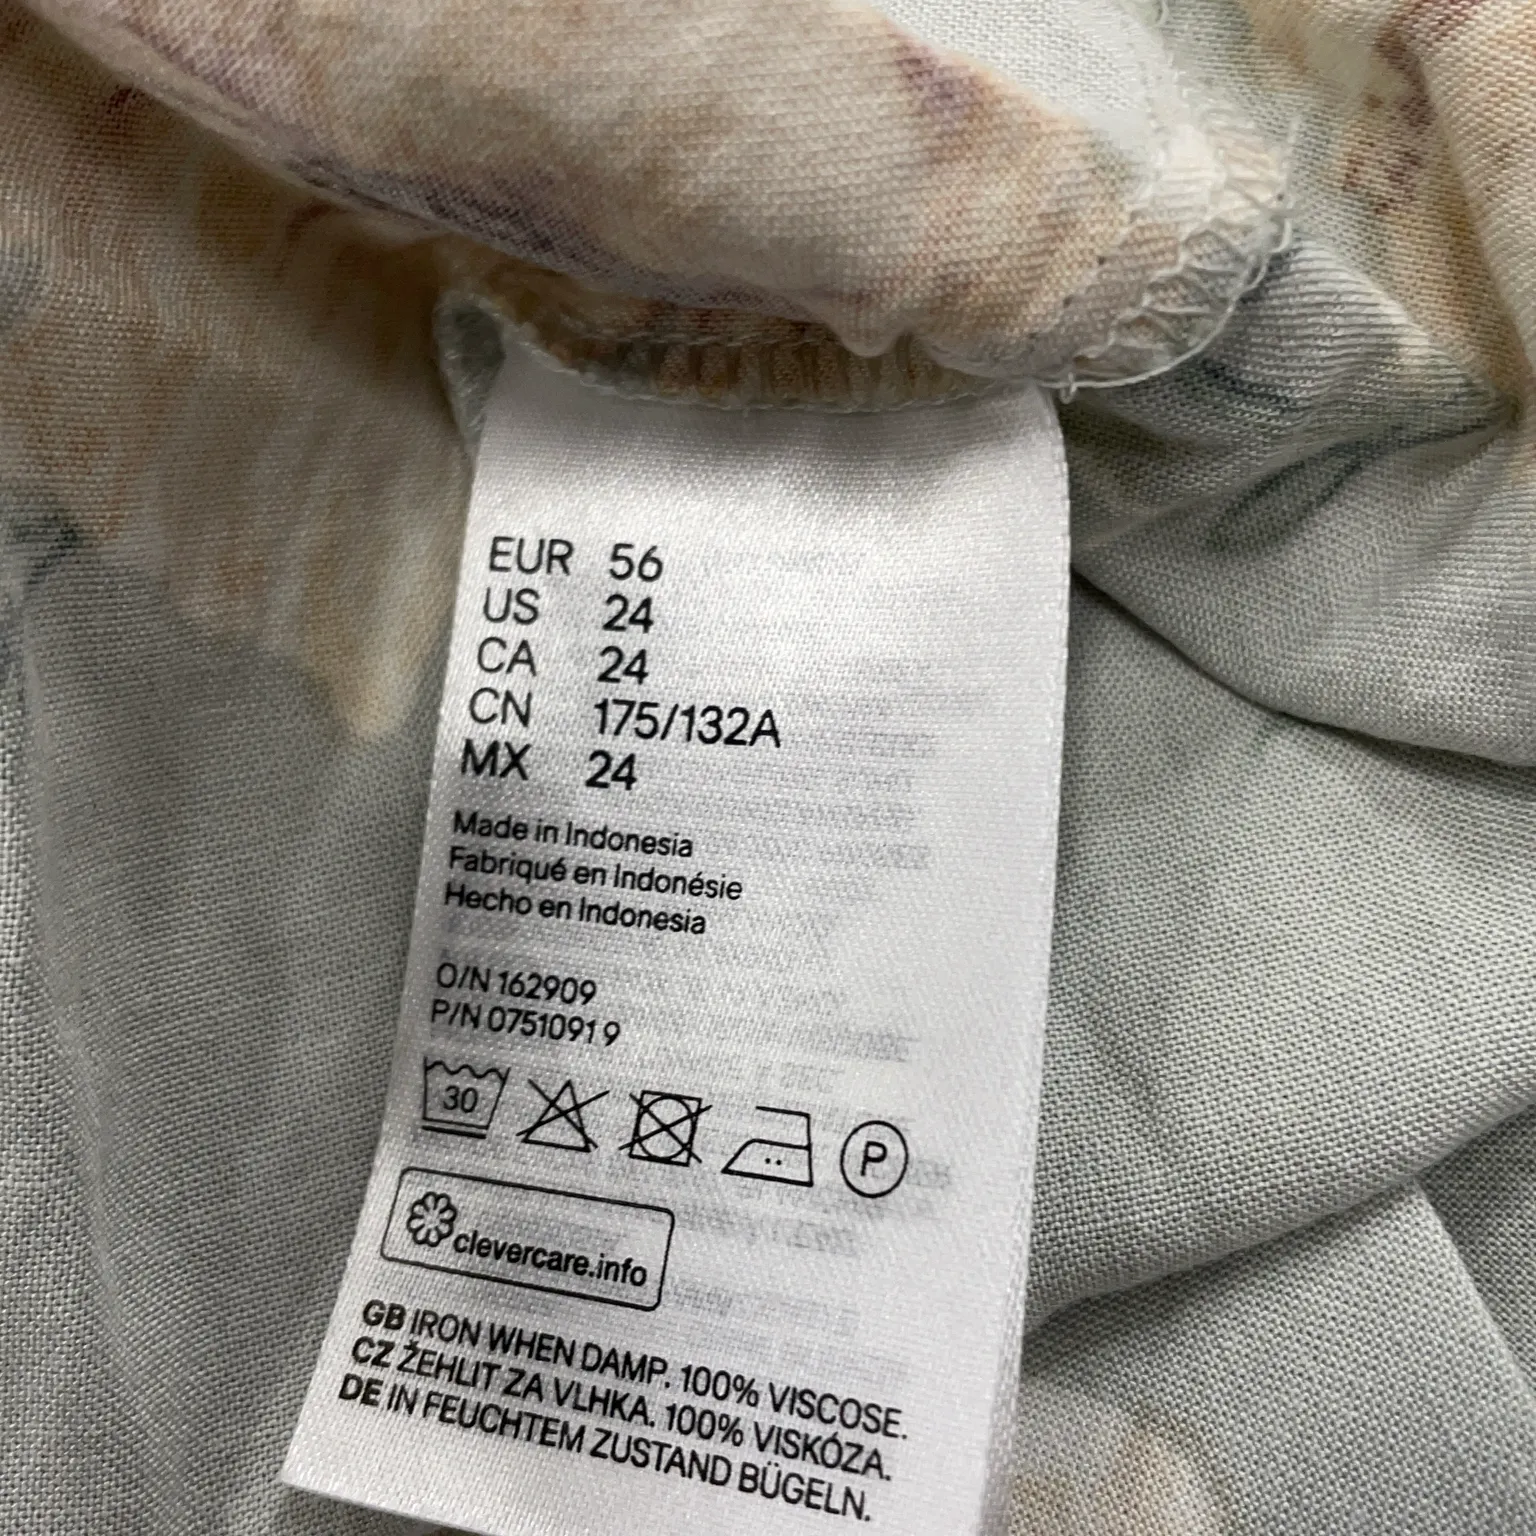 EUR 56
US 24
CA 24
CN 175/132A
MX 24
Made in Indonesia
Fabriqué en Indonésie
Hecho en Indonesia
O/N 162909
P/N 0751091 9
30
P
clevercare.info
GB IRON WHEN DAMP. 100% VISCOSE.
CZ ŽEHLIT ZA VLHKA. 100% VISKÓZA.
DE IN FEUCHTEM ZUSTAND BÜGELN.